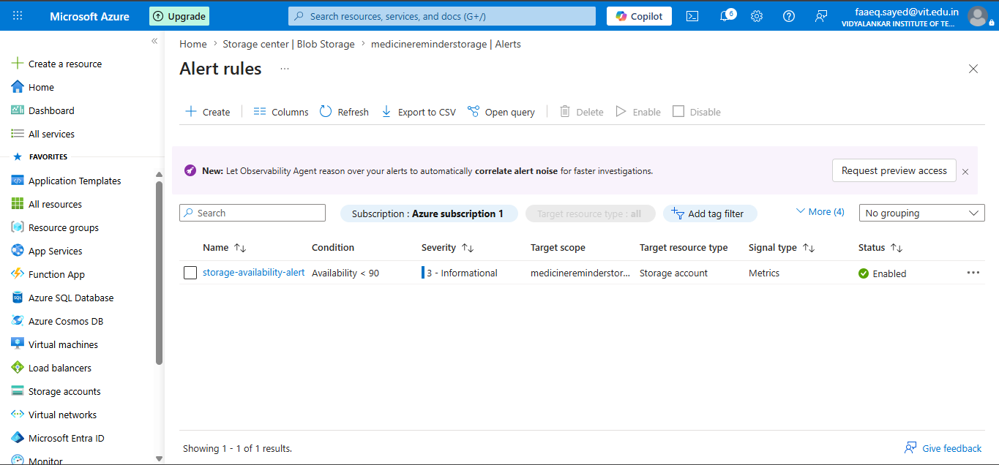 Microsoft Azure
Upgrade
Search resources, services, and docs (G+/)
Copilot
6
faaeq.sayed@vit.edu.in
VIDYALANKAR INSTITUTE OF TE...
Create a resource
Home
Dashboard
All services
FAVORITES
Application Templates
All resources
Resource groups
App Services
Function App
Azure SQL Database
Azure Cosmos DB
Virtual machines
Load balancers
Storage accounts
Virtual networks
Microsoft Entra ID
Monitor
Home > Storage center | Blob Storage > medicinereminderstorage | Alerts
Alert rules ...
Create
Columns
Refresh
Export to CSV
Open query
Delete
Enable
Disable
New: Let Observability Agent reason over your alerts to automatically correlate alert noise for faster investigations.
Request preview access
Search
Subscription : Azure subscription 1
Target resource type : all
Add tag filter
More (4)
No grouping
Name Condition Severity Target scope Target resource type Signal type Status
storage-availability-alert Availability < 90 3 - Informational medicinereminderstor... Storage account Metrics Enabled
Showing 1 - 1 of 1 results.
Give feedback